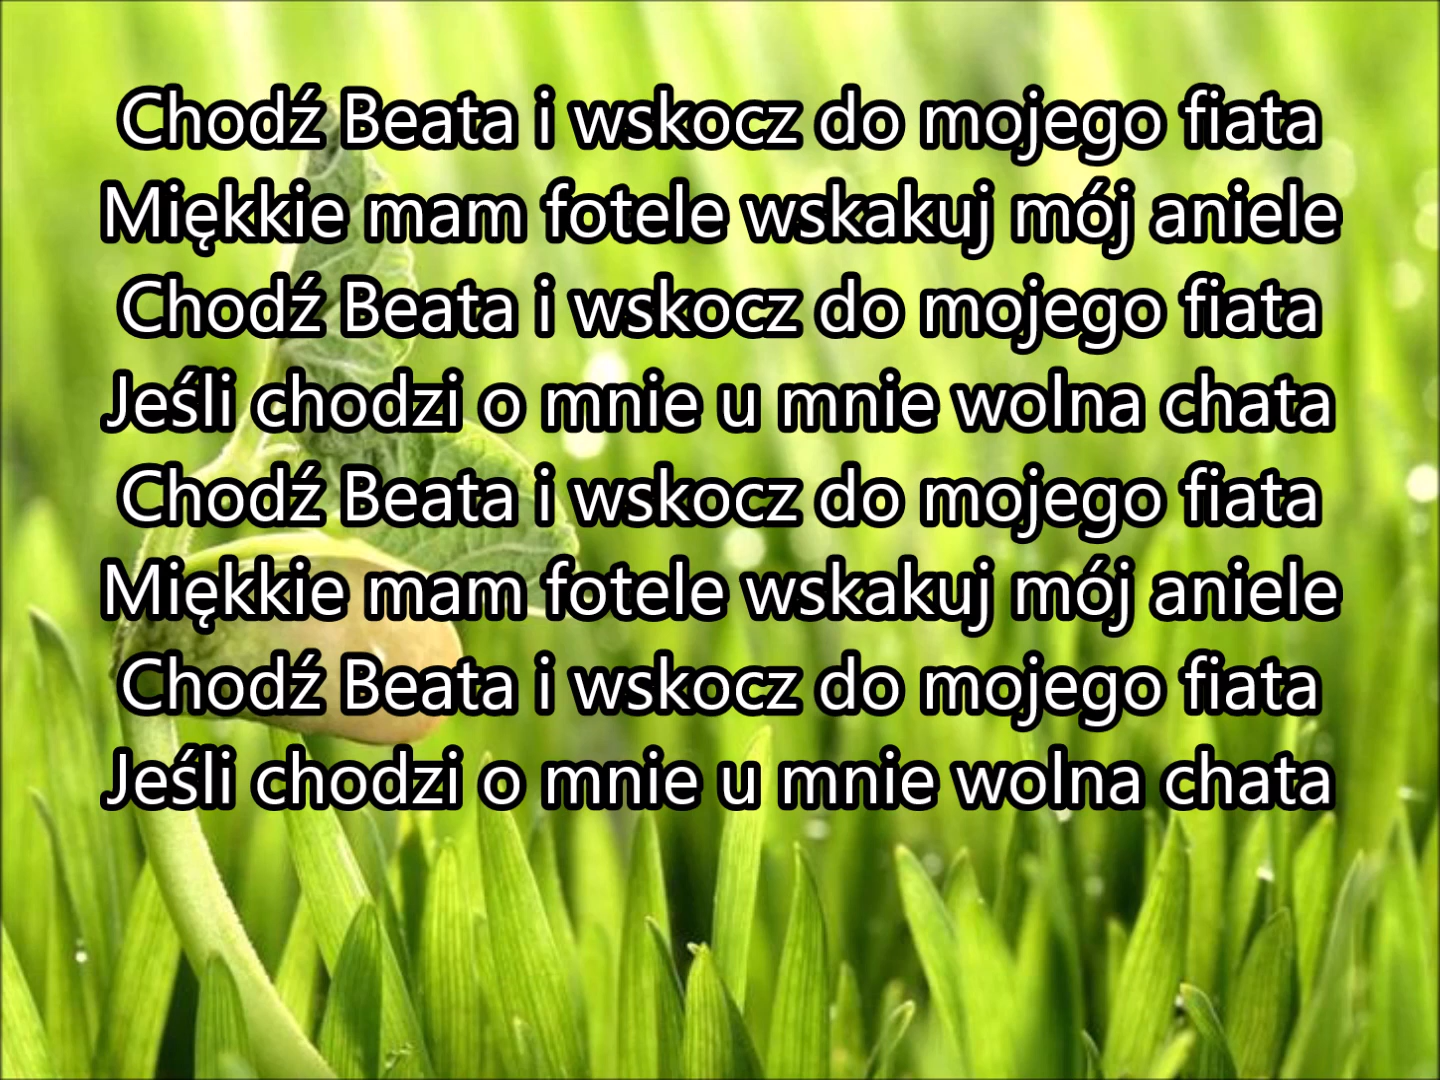 Chodź Beata i wskocz do mojego fiata
Miękkie mam fotele wskakuj mój aniele
Chodź Beata i wskocz do mojego fiata
Jeśli chodzi o mnie u mnie wolna chata
Chodź Beata i wskocz do mojego fiata
Miękkie mam fotele wskakuj mój aniele
Chodź Beata i wskocz do mojego fiata
Jeśli chodzi o mnie u mnie wolna chata